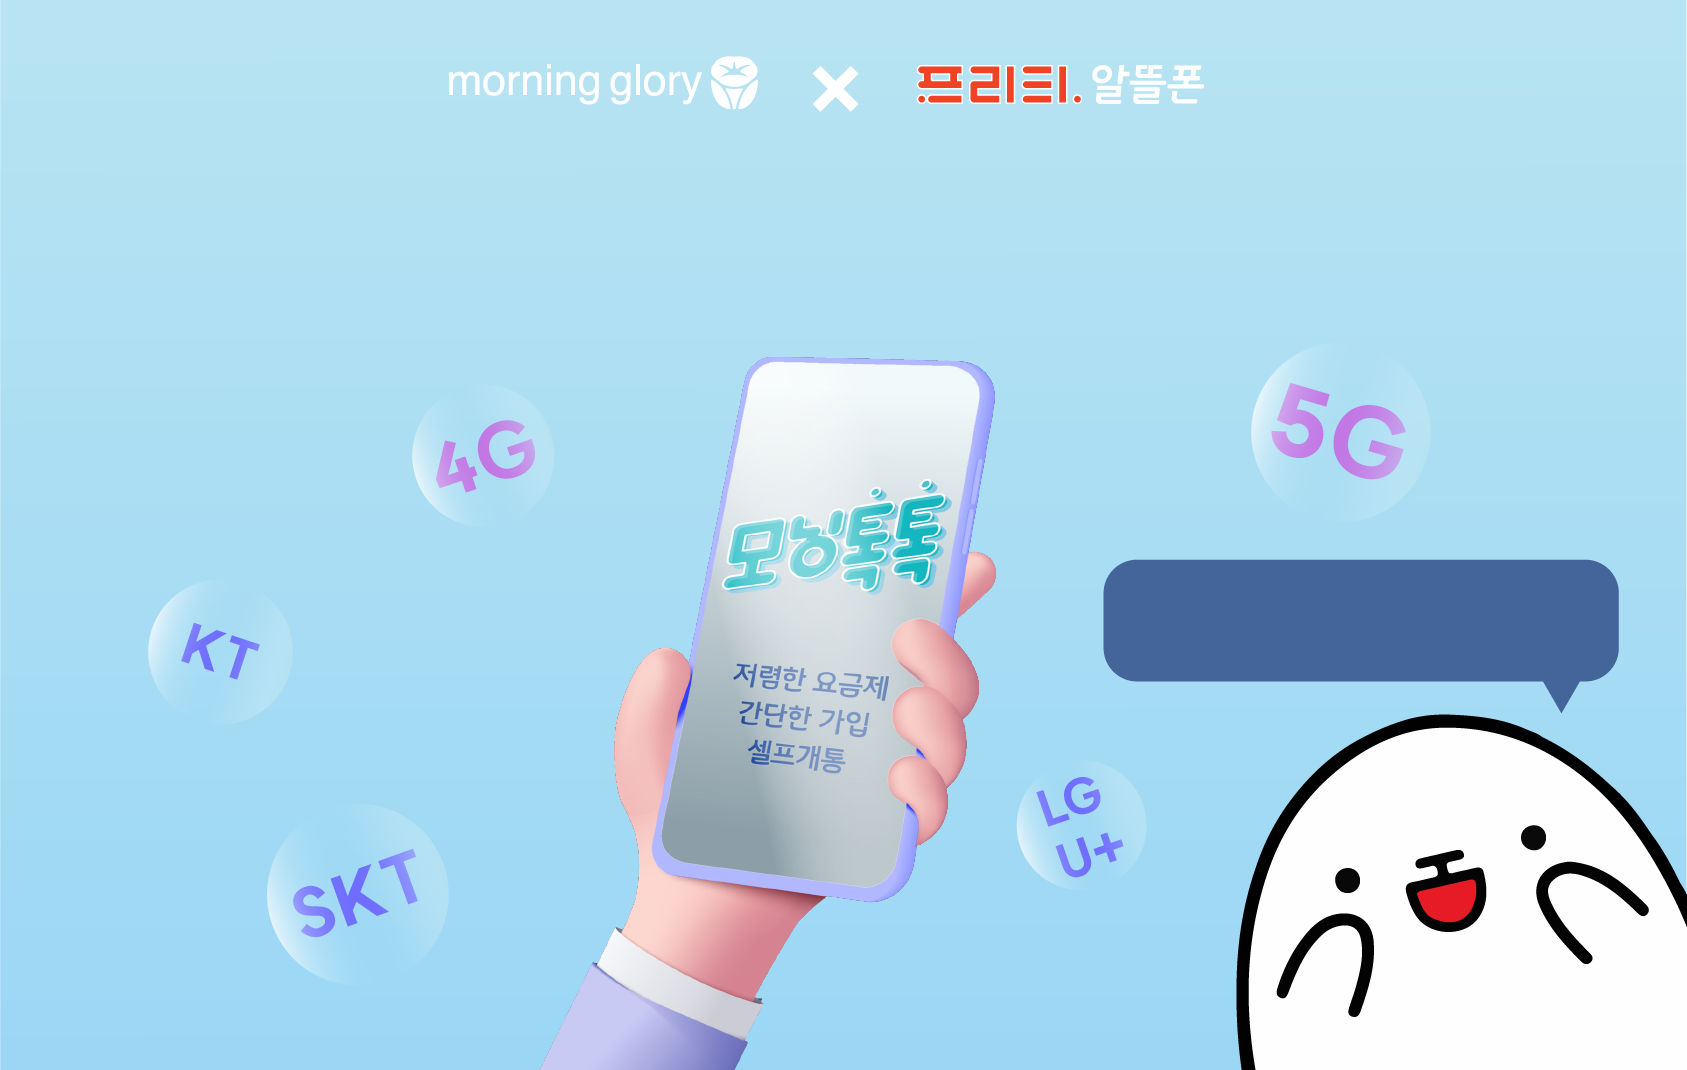 morning glory × 프리티. 알뜰폰
4G
5G
모닝톡톡
KT
저렴한 요금제
간단한 가입
셀프개통
LG
U+
SKT